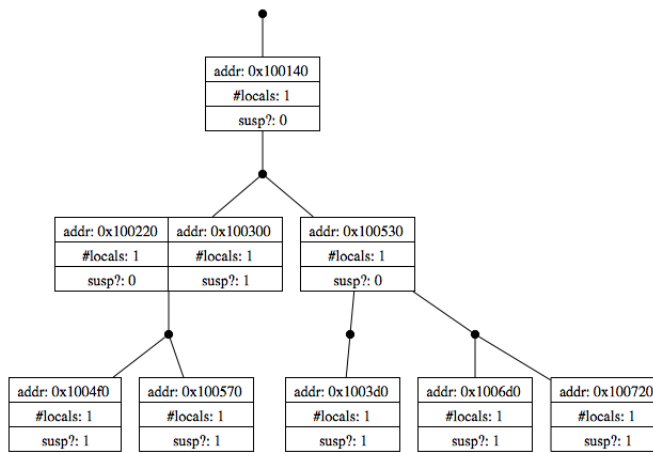 addr: 0x100140
#locals: 1
susp?: 0
addr: 0x100220 addr: 0x100300 addr: 0x100530
#locals: 1 #locals: 1 #locals: 1
susp?: 0 susp?: 1 susp?: 0
addr: 0x1004f0 addr: 0x100570 addr: 0x1003d0 addr: 0x1006d0 addr: 0x100720
#locals: 1 #locals: 1 #locals: 1 #locals: 1 #locals: 1
susp?: 1 susp?: 1 susp?: 1 susp?: 1 susp?: 1